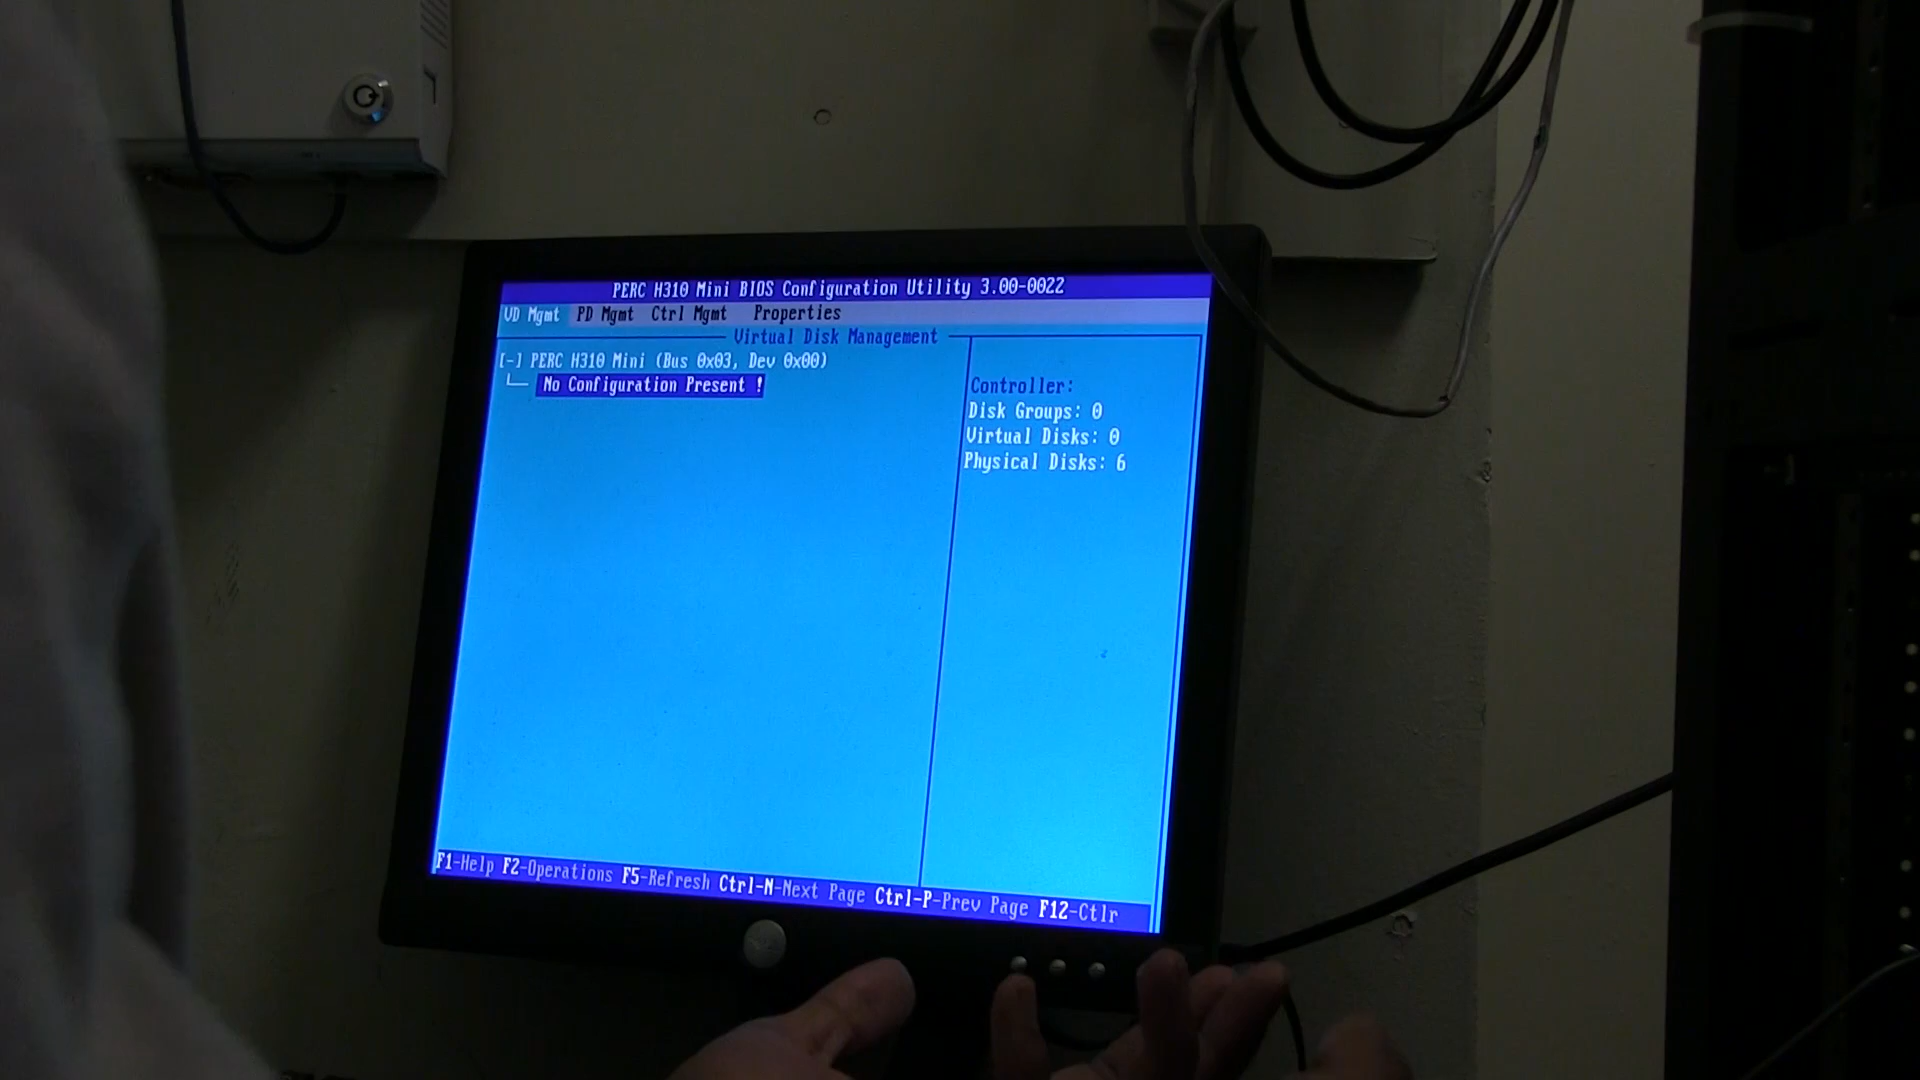 PERC H310 Mini BIOS Configuration Utility 3.00-0022
VD Mgmt PD Mgmt Ctrl Mgmt Properties
Virtual Disk Management
[-] PERC H310 Mini (Bus 0x03, Dev 0x00)
No Configuration Present !
Controller:
Disk Groups: 0
Virtual Disks: 0
Physical Disks: 6
F1-Help F2-Operations F5-Refresh Ctrl-N-Next Page Ctrl-P-Prev Page F12-Ctlr